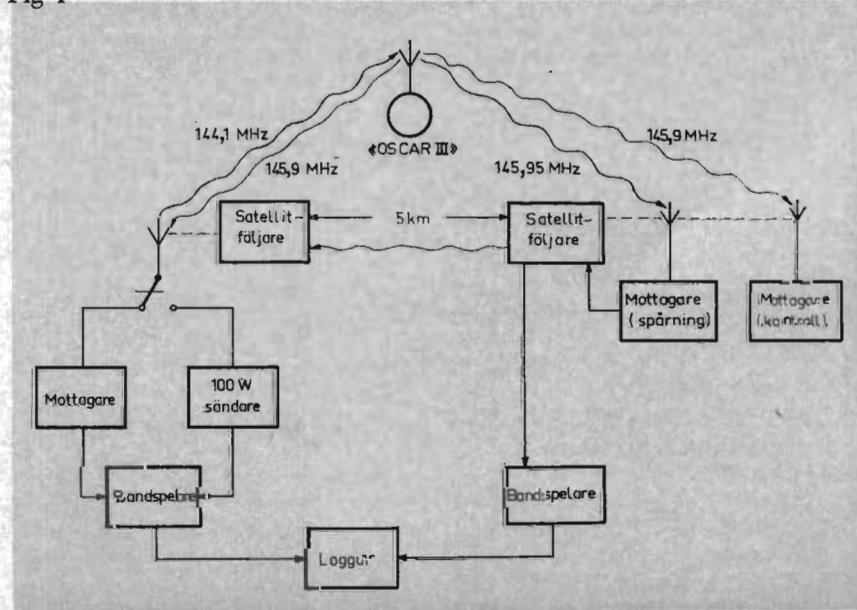 Fig 1
144,1 MHz
145,9 MHz
«OSCAR III»
145,95 MHz
145,9 MHz
Satellit-
följare
5 km
Satellit-
följare
Mottagare
(spårning)
Mottagare
(kontroll)
Mottagare
100 W
sändare
Bandspelare
Bandspelare